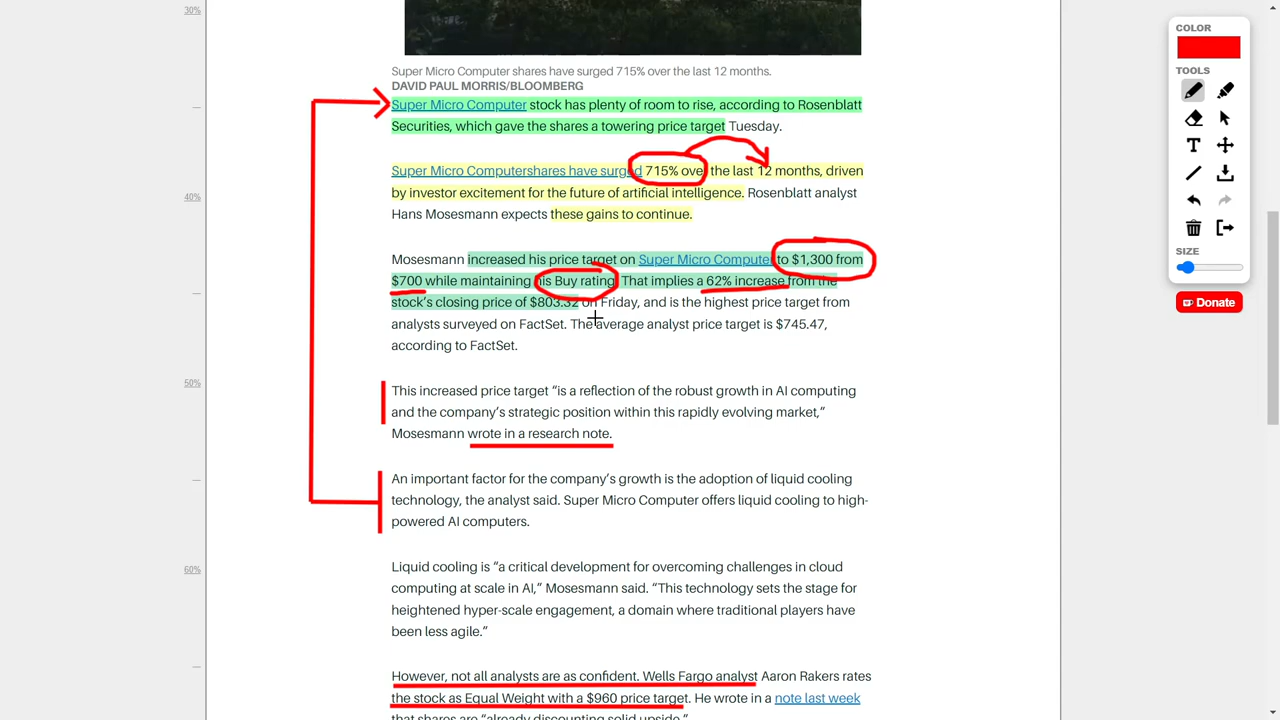 30%
Super Micro Computer shares have surged 715% over the last 12 months.
DAVID PAUL MORRIS/BLOOMBERG
Super Micro Computer stock has plenty of room to rise, according to Rosenblatt
Securities, which gave the shares a towering price target Tuesday.
Super Micro Computershares have surged 715% over the last 12 months, driven
40%
by investor excitement for the future of artificial intelligence. Rosenblatt analyst
Hans Mosesmann expects these gains to continue.
Mosesmann increased his price target on Super Micro Computer to $1,300 from
$700 while maintaining his Buy rating. That implies a 62% increase from the
stock's closing price of $803.32 on Friday, and is the highest price target from
analysts surveyed on FactSet. The average analyst price target is $745.47,
according to FactSet.
50%
This increased price target “is a reflection of the robust growth in AI computing
and the company's strategic position within this rapidly evolving market,”
Mosesmann wrote in a research note.
An important factor for the company's growth is the adoption of liquid cooling
technology, the analyst said. Super Micro Computer offers liquid cooling to high-
powered AI computers.
60%
Liquid cooling is “a critical development for overcoming challenges in cloud
computing at scale in AI,” Mosesmann said. “This technology sets the stage for
heightened hyper-scale engagement, a domain where traditional players have
been less agile.”
However, not all analysts are as confident. Wells Fargo analyst Aaron Rakers rates
the stock as Equal Weight with a $960 price target. He wrote in a note last week
that shares are “already discounting solid upside.”
COLOR
TOOLS
T
SIZE
Donate